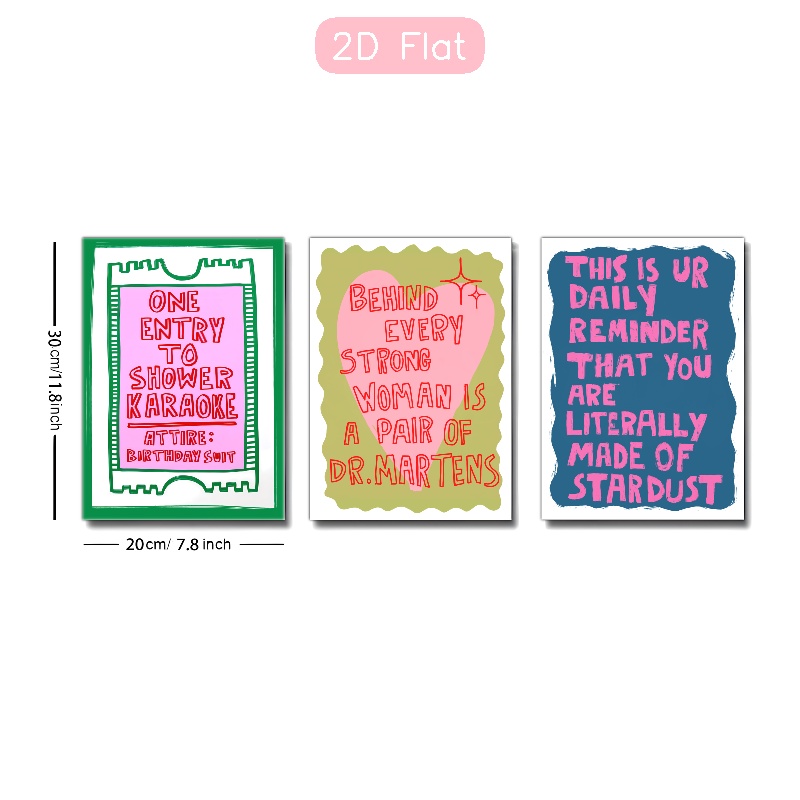 2D Flat
30cm/11.8inch
ONE
ENTRY
TO
SHOWER
KARAOKE
ATTIRE:
BIRTHDAY SUIT
20cm/ 7.8 inch
BEHIND
EVERY
STRONG
WOMAN IS
A PAIR OF
DR.MARTENS
THIS IS UR
DAILY
REMINDER
THAT YOU
ARE
LITERALLY
MADE OF
STARDUST